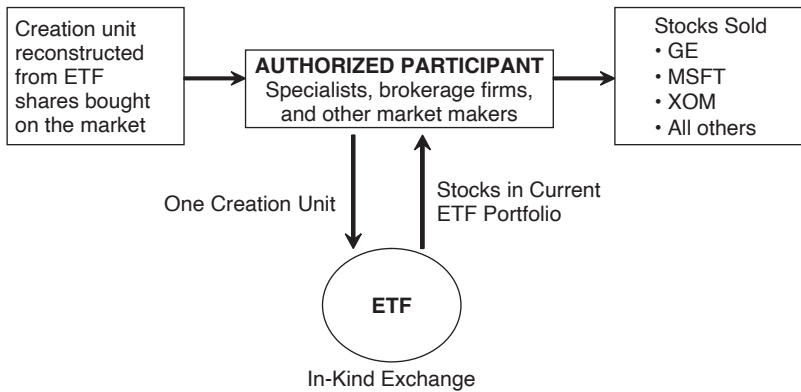 Creation unit
reconstructed
from ETF
shares bought
on the market
AUTHORIZED PARTICIPANT
Specialists, brokerage firms,
and other market makers
Stocks Sold
• GE
• MSFT
• XOM
• All others
One Creation Unit
Stocks in Current
ETF Portfolio
ETF
In-Kind Exchange